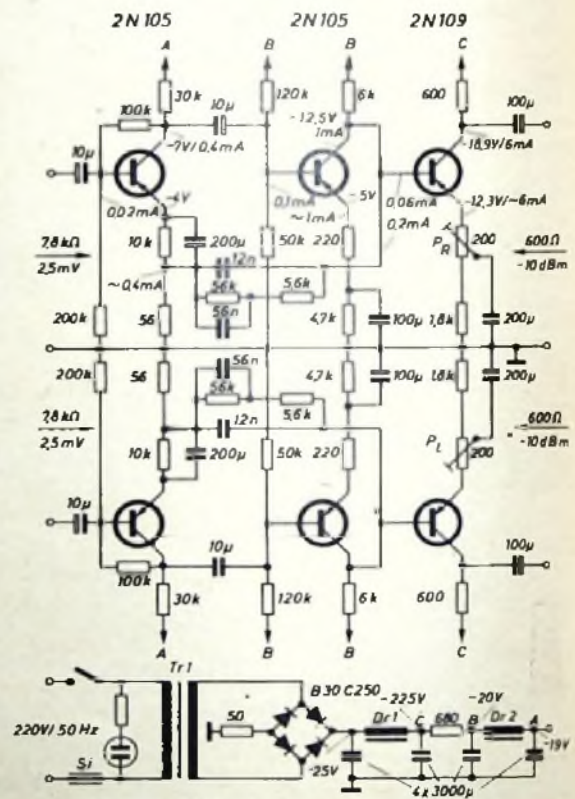 2N105 2N105 2N109
A B B C
30k 120k 6k 600
100k 10µ 100µ
-12,5V
1mA
-7V/0,4mA -18,9V/6mA
10µ
-4V -5V
0,02mA 0,1mA 0,06mA -12,3V/~6mA
~1mA 0,2mA
7,8kΩ 10k 200µ 50k 220 PR 200 600Ω
2,5mV 12n -10dBm
~0,4mA 56k 5,6k
56n
200k 56 4,7k 100µ 1,8k 200µ
200k 56 56n 4,7k 100µ 1,8k 200µ
56k 5,6k
7,8kΩ 12n 600Ω
2,5mV 10k 200µ 50k 220 PL 200 -10dBm
10µ
10µ 100µ
100k
30k 120k 6k 600
A B B C
Tr1
B30C250 -22,5V -20V
220V/50Hz 50 Dr1 C 680 B Dr2 A
Si -25V -19V
4x3000µ